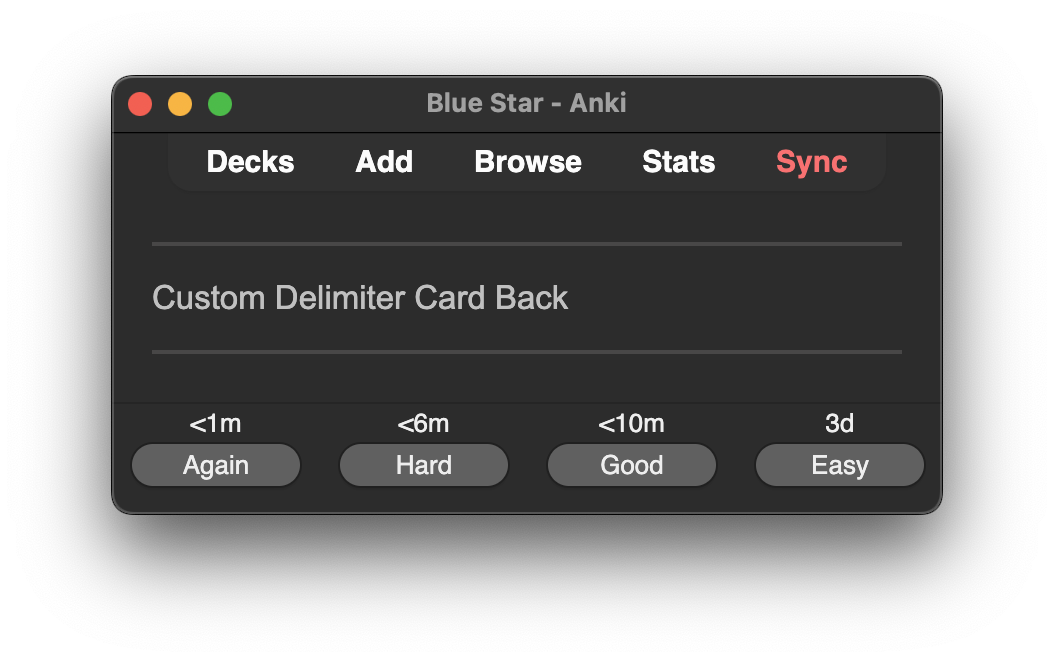 Blue Star - Anki
Decks Add Browse Stats Sync
Custom Delimiter Card Back
<1m <6m <10m 3d
Again Hard Good Easy